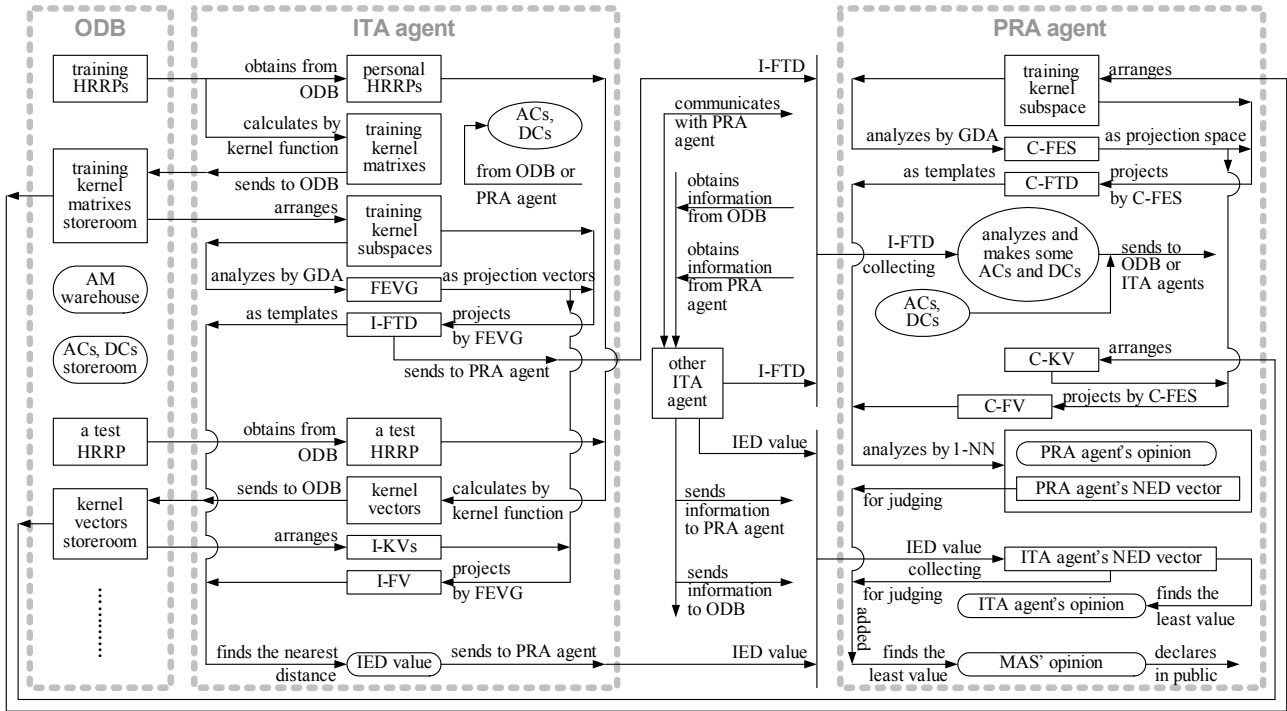 ODB
training
HRRPs
training
kernel
matrixes
storeroom
AM
warehouse
ACs, DCs
storeroom
a test
HRRP
kernel
vectors
storeroom
ITA agent
obtains from
ODB
personal
HRRPs
calculates by
kernel function
training
kernel
matrixes
ACs,
DCs
from ODB or
PRA agent
sends to ODB
arranges
training
kernel
subspaces
analyzes by GDA
FEVG
as projection vectors
as templates
I-FTD
projects
by FEVG
sends to PRA agent
obtains from
ODB
a test
HRRP
sends to ODB
kernel
vectors
calculates by
kernel function
arranges
I-KVs
I-FV
projects
by FEVG
finds the nearest
distance
IED value
sends to PRA agent
I-FTD
communicates
with PRA
agent
obtains
information
from ODB
obtains
information
from PRA
agent
other
ITA
agent
I-FTD
IED value
sends
information
to PRA agent
sends
information
to ODB
IED value
PRA agent
training
kernel
subspace
arranges
analyzes by GDA
C-FES
as projection space
as templates
C-FTD
projects
by C-FES
I-FTD
collecting
analyzes and
makes some
ACs and DCs
sends to
ODB or
ITA agents
ACs,
DCs
C-KV
arranges
C-FV
projects by C-FES
analyzes by 1-NN
PRA agent's opinion
PRA agent's NED vector
for judging
IED value
collecting
ITA agent's NED vector
for judging
ITA agent's opinion
finds the
least value
added
finds the
least value
MAS' opinion
declares
in public